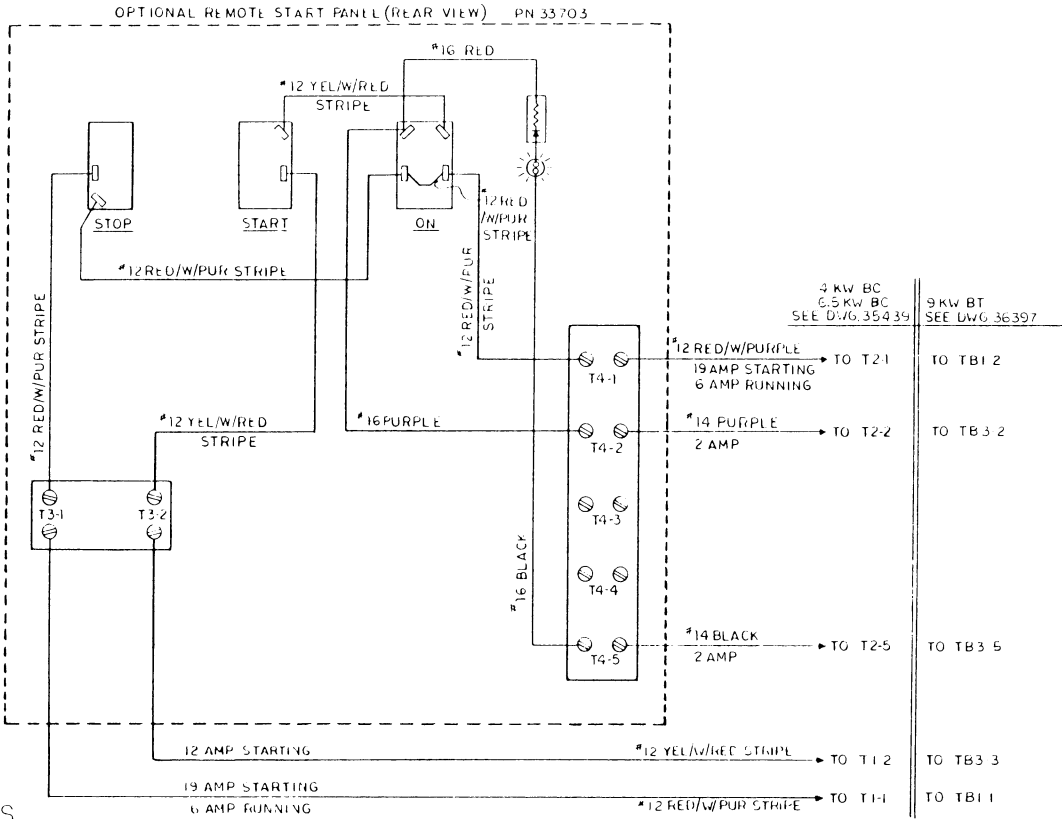 OPTIONAL REMOTE START PANEL (REAR VIEW) PN 33703
#16 RED
#12 YEL/W/RED
STRIPE
STOP
START
ON
#12 RED
/W/PUR
STRIPE
#12 RED/W/PUR STRIPE
#12 RED/W/PUR
STRIPE
#12 RED/W/PUR STRIPE
4 KW BC
6.5 KW BC
SEE DWG. 35439
9 KW BT
SEE DWG 36397
#12 RED/W/PURPLE
19 AMP STARTING
6 AMP RUNNING
TO T2-1
TO TB1-2
T4-1
#12 YEL/W/RED
STRIPE
#16 PURPLE
#14 PURPLE
2 AMP
TO T2-2
TO TB3-2
T4-2
T3-1
T3-2
T4-3
#16 BLACK
T4-4
#14 BLACK
2 AMP
TO T2-5
TO TB3-5
T4-5
12 AMP STARTING
#12 YEL/W/RED STRIPE
TO T1-2
TO TB3-3
19 AMP STARTING
6 AMP RUNNING
#12 RED/W/PUR STRIPE
TO T1-1
TO TB1-1
S